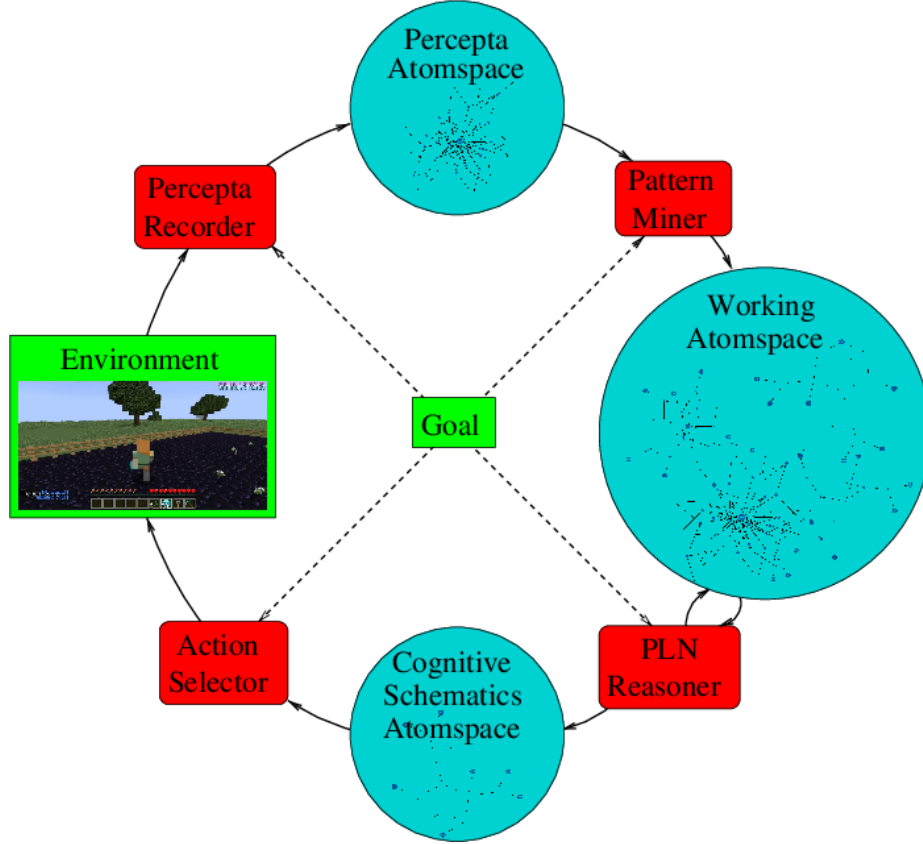 Percepta
Atomspace
Percepta
Recorder
Pattern
Miner
Working
Atomspace
Environment
Goal
Action
Selector
Cognitive
Schematics
Atomspace
PLN
Reasoner